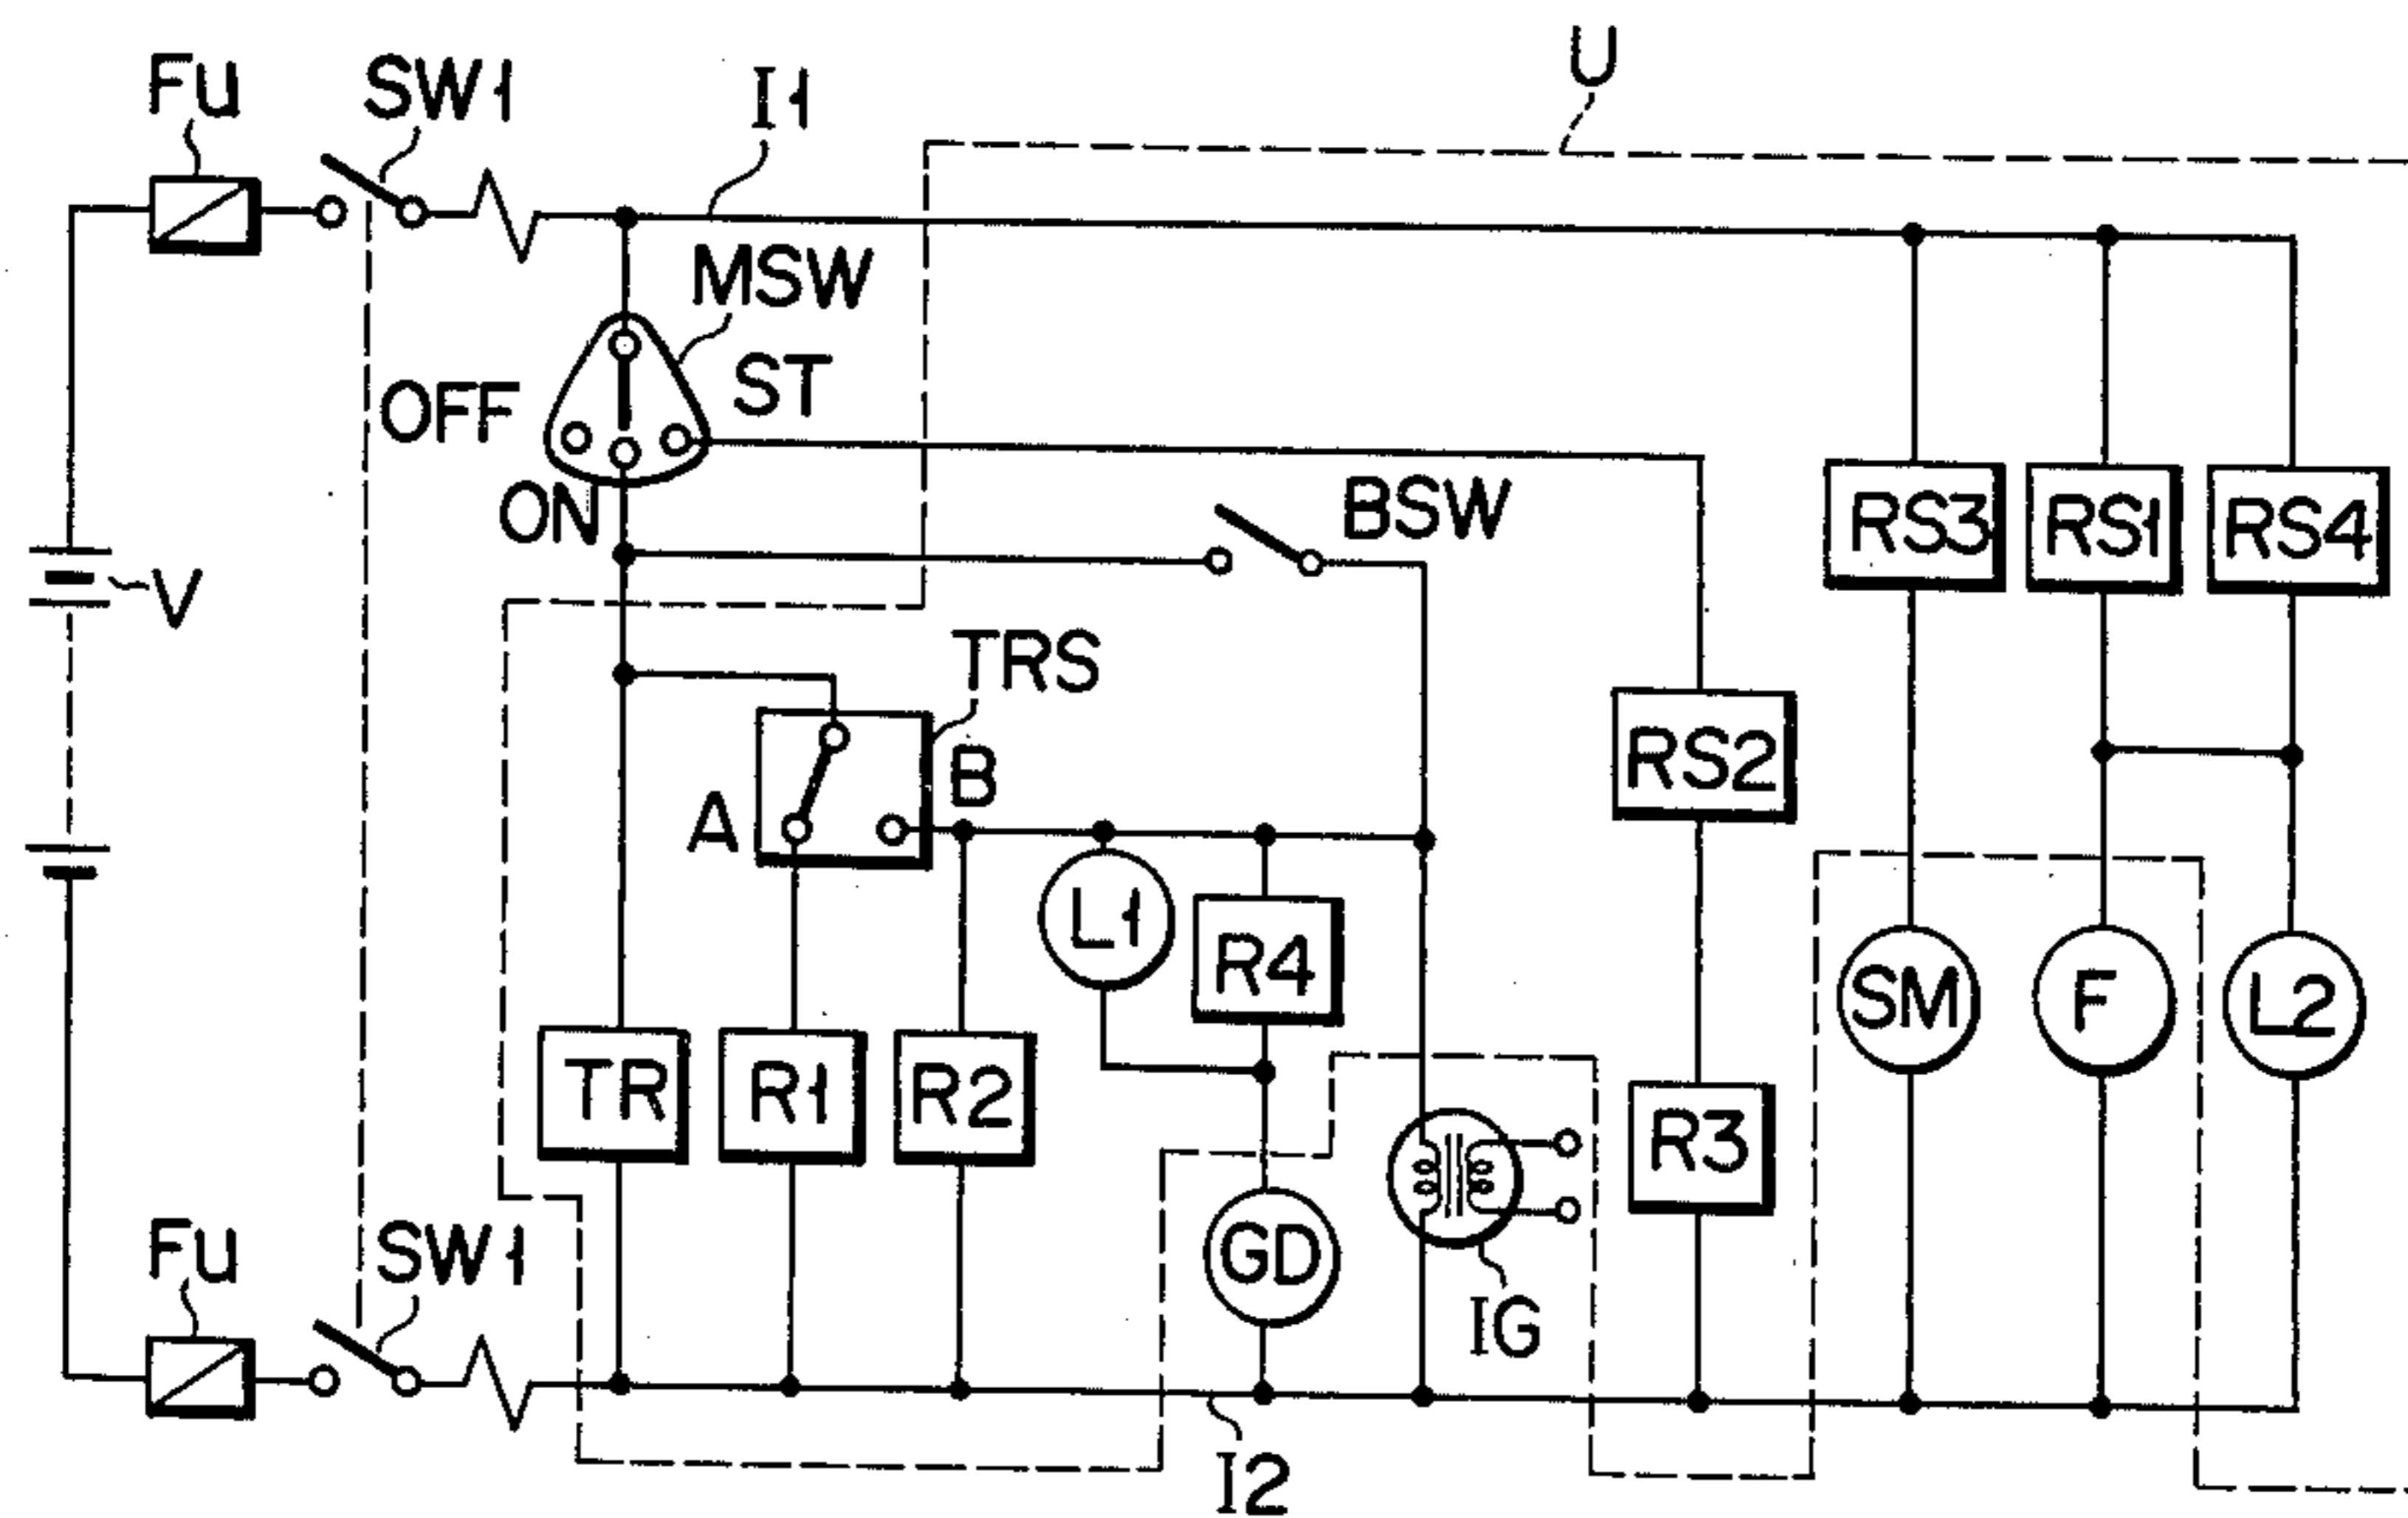 U
Fu
SW1
I1
MSW
ST
OFF
ON
BSW
RS3
RS1
RS4
V
TRS
B
A
RS2
L1
R4
SM
F
L2
TR
R1
R2
R3
GD
IG
Fu
SW1
I2